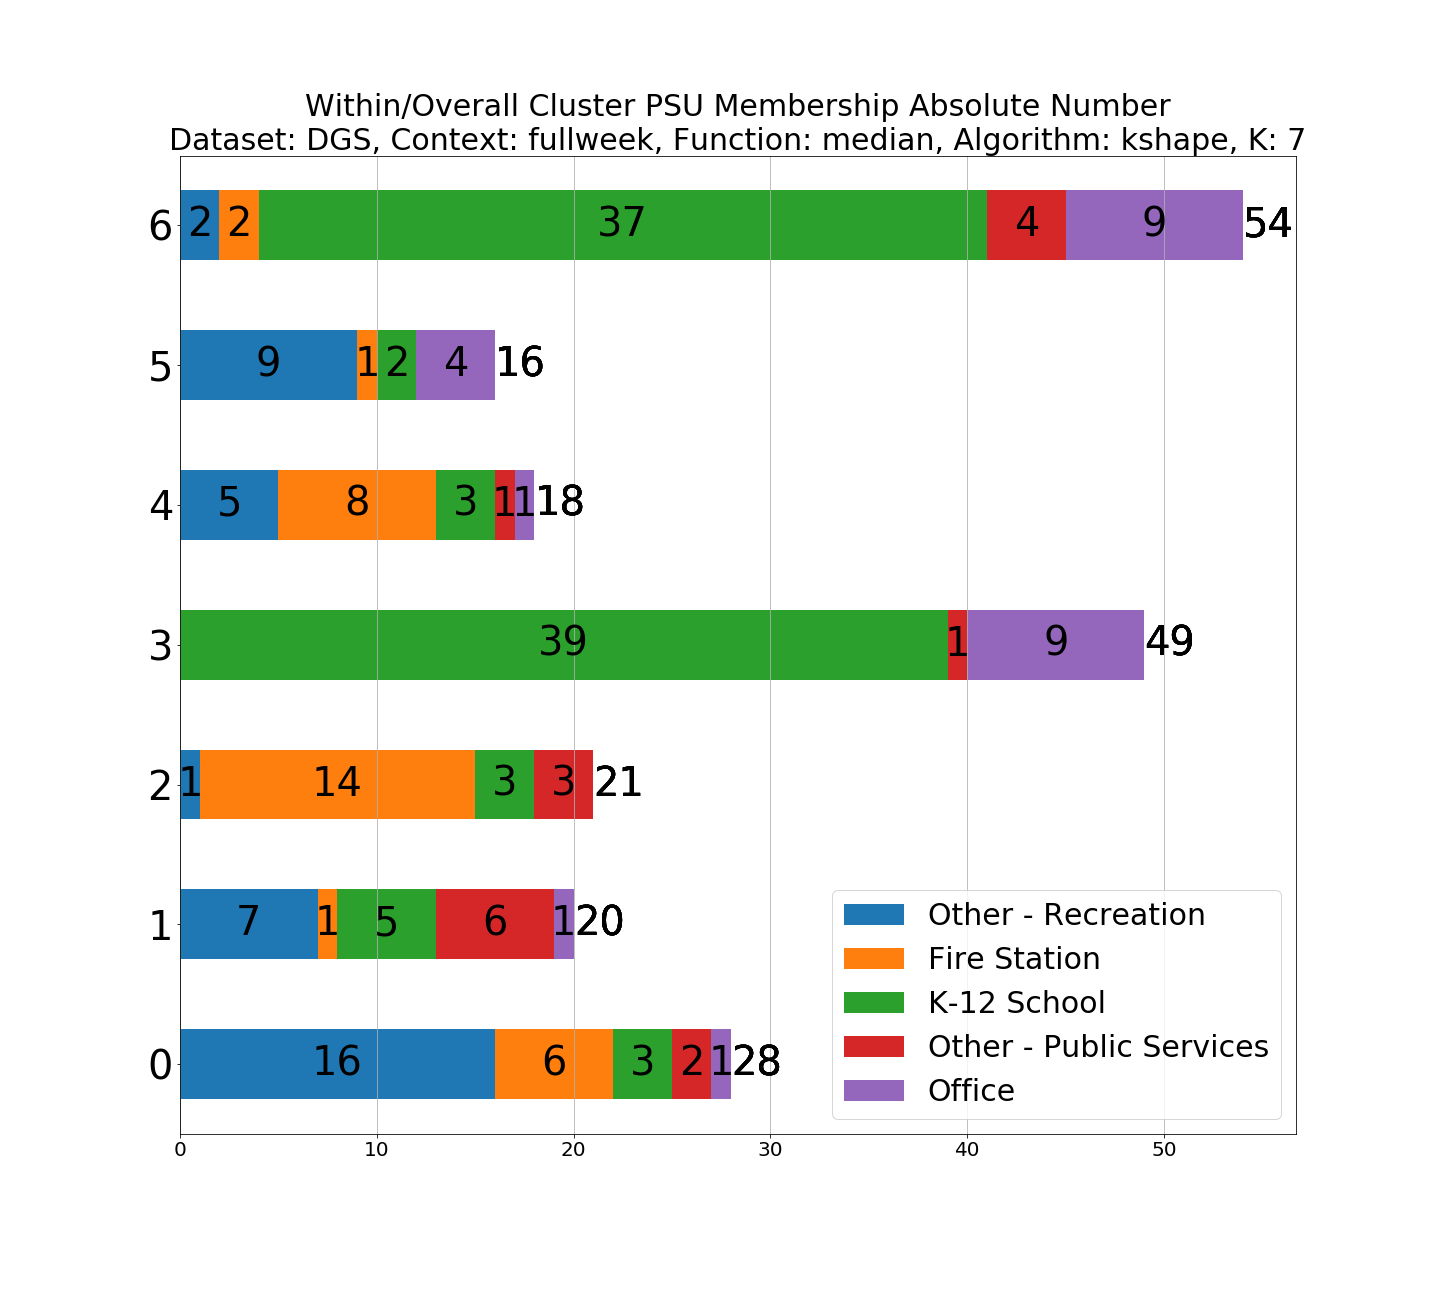 Within/Overall Cluster PSU Membership Absolute Number
Dataset: DGS, Context: fullweek, Function: median, Algorithm: kshape, K: 7
6 2 2 37 4 9 54
5 9 1 2 4 16
4 5 8 3 1 1 18
3 39 1 9 49
2 1 14 3 3 21
1 7 1 5 6 1 20
Other - Recreation
Fire Station
K-12 School
Other - Public Services
Office
0 16 6 3 2 1 28
0 10 20 30 40 50